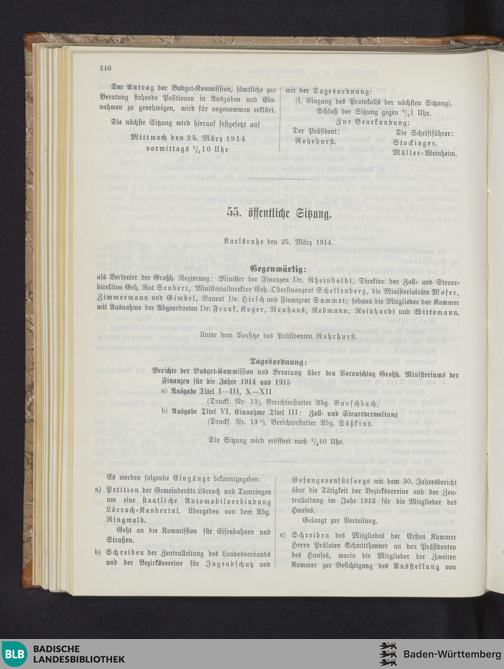 446
Der Antrag der Budget-Kommission, sämtliche zur
Beratung stehende Positionen in Ausgaben und Ein-
nahmen zu genehmigen, wird für angenommen erklärt.
Die nächste Sitzung wird hierauf festgesetzt auf
Mittwoch den 25. März 1914
vormittags 1/410 Uhr
mit der Tagesordnung:
(s. Eingang des Protokolls der nächsten Sitzung).
Schluß der Sitzung gegen
Uhr.
Zur Beurkundung:
Der Präsident:
Rohrhurst.
Die Schriftführer:
Stockinger.
Müller-Weinheim.
55. öffentliche Sitzung.
Karlsruhe den 25. März 1914.
Gegenwärtig:
als Vertreter der Großh. Regierung: Minister der Finanzen Dr. Rheinboldt, Direktor der Zoll- und Steuer-
direktion Geh. Rat Seubert, Ministerialdirektor Geh. Oberfinanzrat Schellenberg, die Ministerialräte Moser,
Zimmermann und Gimbel, Baurat Dr. Hirsch und Finanzrat Sammet; sodann die Mitglieder der Kammer
mit Ausnahme der Abgeordneten Dr. Frank, Koger, Neuhaus, Rebmann, Reinhardt und Wittemann.
Unter dem Vorsitze des Präsidenten Rohrhurst.
Tagesordnung:
Berichte der Budget-Kommission und Beratung über den Voranschlag Großh. Ministeriums der
Finanzen für die Jahre 1914 und 1915
a) Ausgabe Titel I—III, X—XII
(Drucks. Nr. 13), Berichterstatter Abg. Banschbach,
b) Ausgabe Titel VI, Einnahme Titel III: Zoll- und Steuerverwaltung
(Drucks. Nr. 13a), Berichterstatter Abg. Süßkind.
Die Sitzung wird eröffnet nach 1/410 Uhr.
Es werden folgende Eingänge bekanntgegeben:
a) Petition der Gemeinderäte Lörrach und Tumringen
um eine staatliche Automobilverbindung
Lörrach-Kandertal. Übergeben von dem Abg.
Ringwald.
Geht an die Kommission für Eisenbahnen und
Straßen.
b) Schreiben der Zentralleitung des Landesverbands
und der Bezirksvereine für Jugendschutz und
Gefangenenfürsorge mit dem 30. Jahresbericht
über die Tätigkeit der Bezirksvereine und der Zen-
tralleitung im Jahr 1912 für die Mitglieder des
Hauses.
Gelangt zur Verteilung.
c) Schreiben des Mitgliedes der Ersten Kammer
Herrn Prälaten Schmitthenner an den Präsidenten
des Hauses, worin die Mitglieder der Zweiten
Kammer zur Besichtigung des Ausstellung von
BLB
BADISCHE
LANDESBIBLIOTHEK
Baden-Württemberg